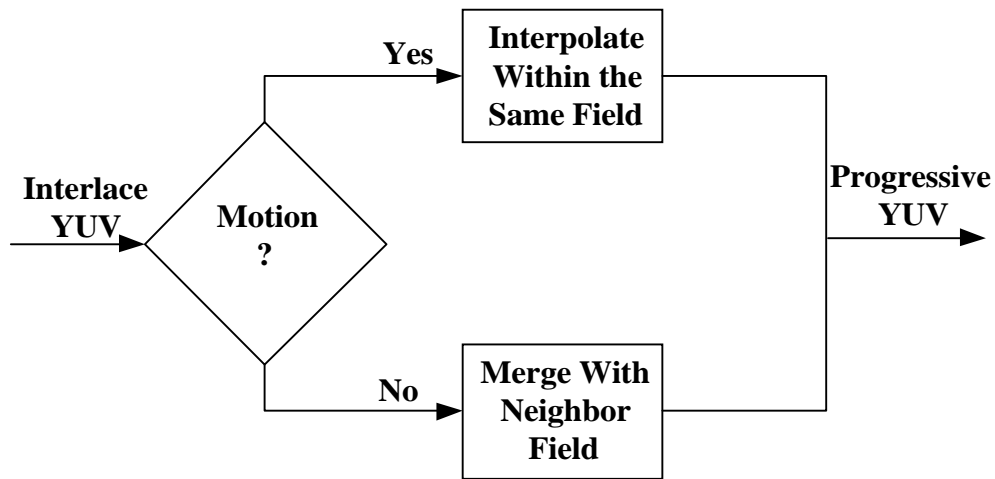 Yes
Interpolate
Within the
Same Field
Interlace
YUV
Motion
?
Progressive
YUV
No
Merge With
Neighbor
Field